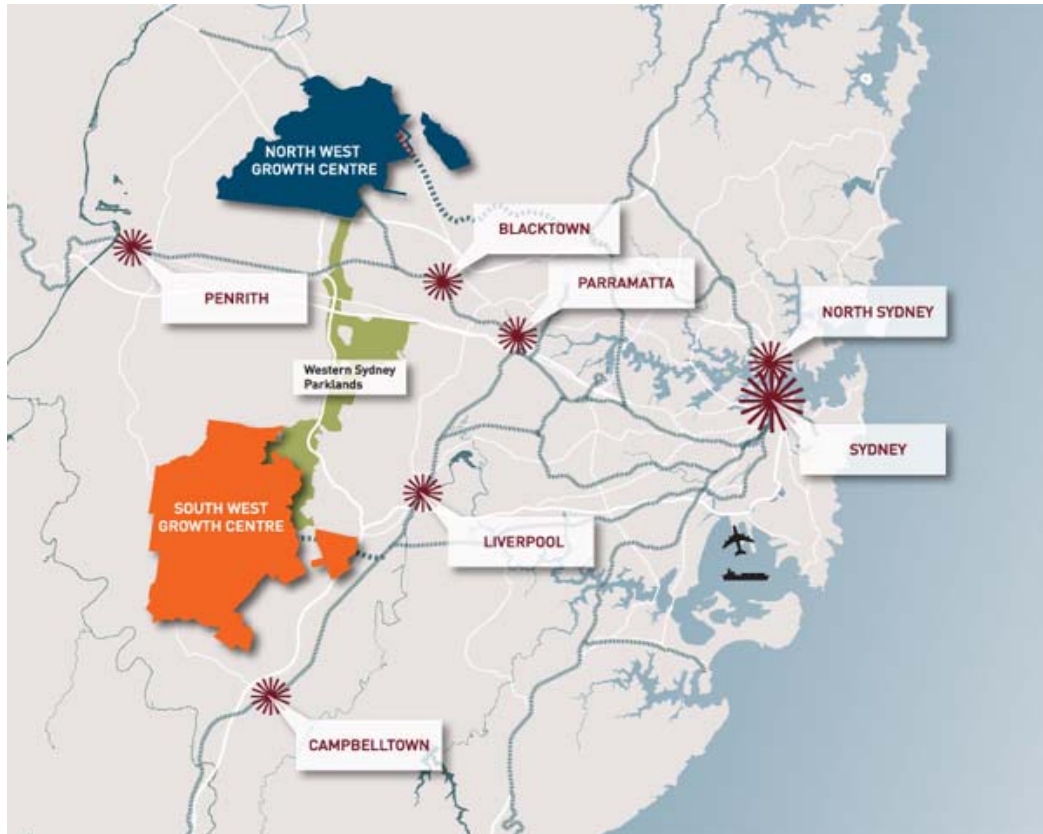 NORTH WEST
GROWTH CENTRE
BLACKTOWN
PARRAMATTA
PENRITH
NORTH SYDNEY
Western Sydney
Parklands
SYDNEY
SOUTH WEST
GROWTH CENTRE
LIVERPOOL
CAMPBELLTOWN